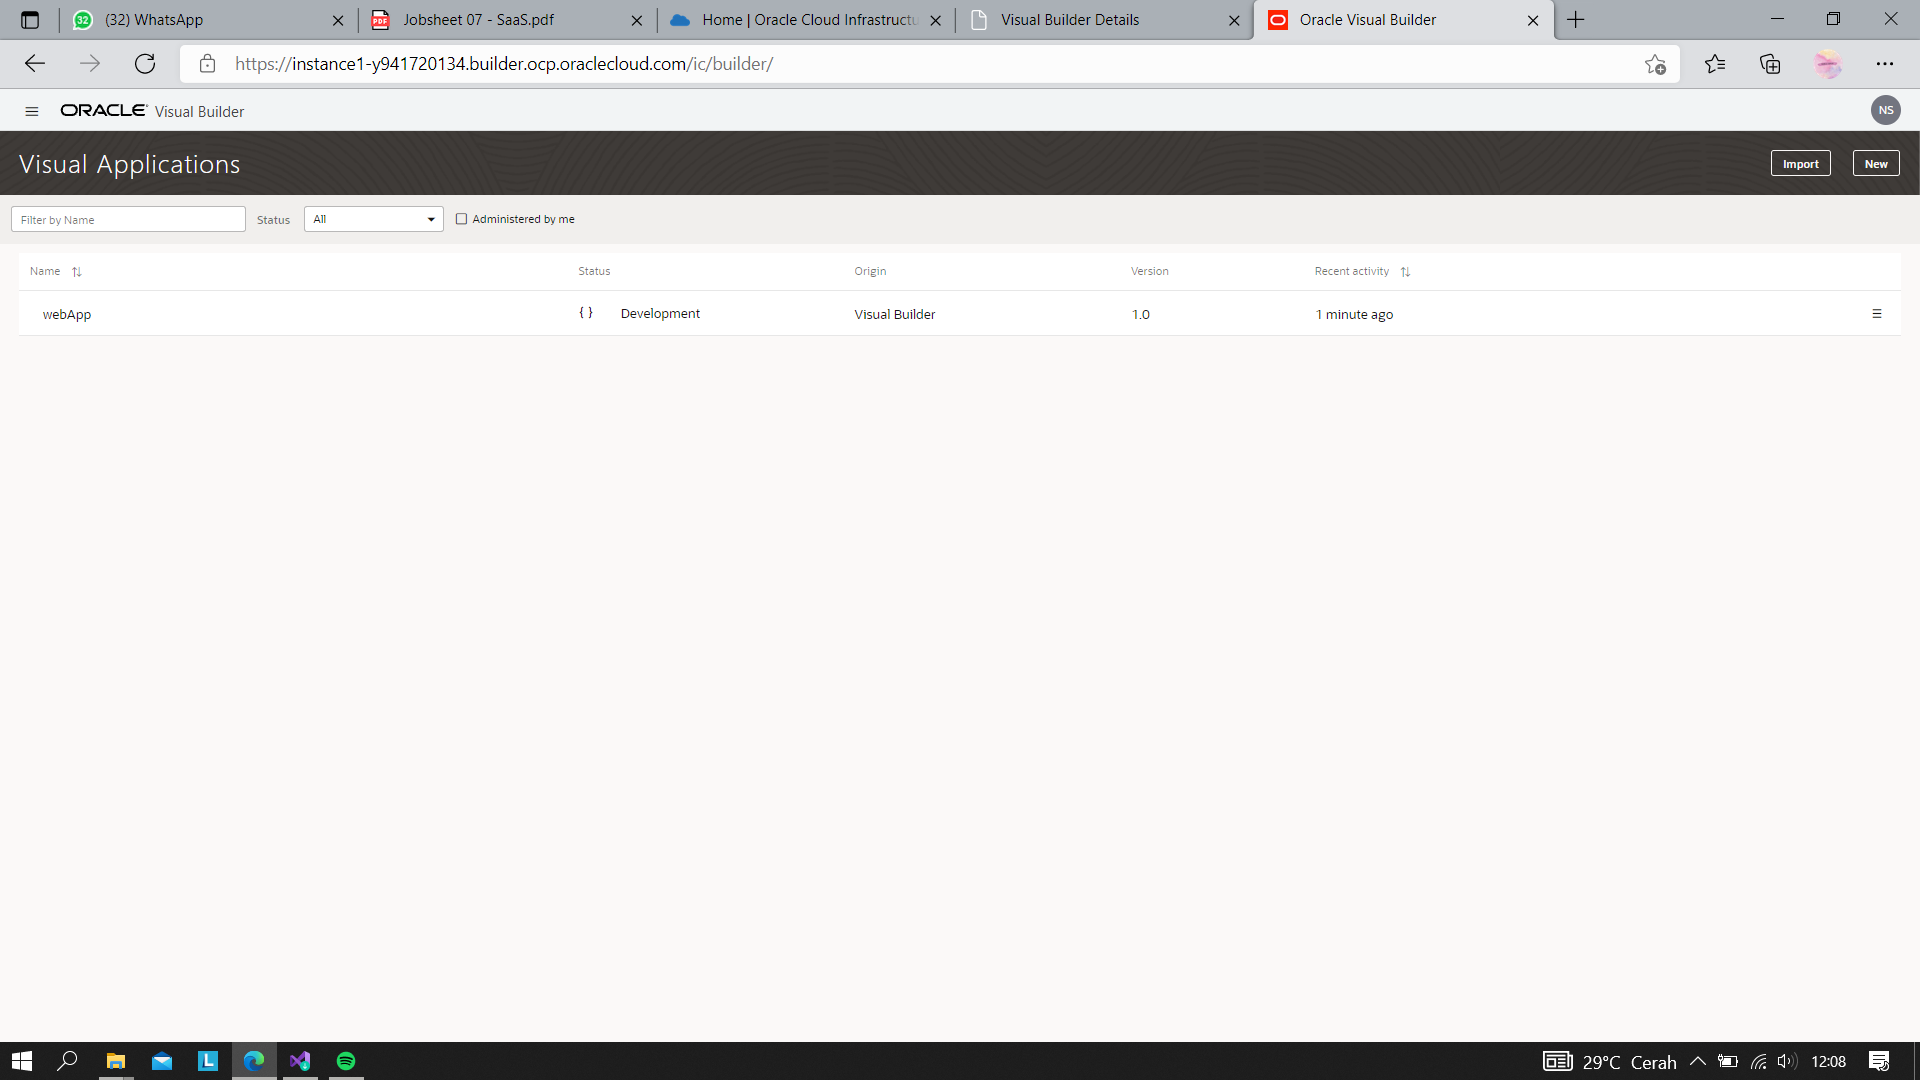 32 (32) WhatsApp
PDF Jobsheet 07 - SaaS.pdf
Home | Oracle Cloud Infrastructu
Visual Builder Details
Oracle Visual Builder
https://instance1-y941720134.builder.ocp.oraclecloud.com/ic/builder/
ORACLE Visual Builder
NS
Visual Applications
Import
New
Filter by Name
Status
All
Administered by me
Name
Status
Origin
Version
Recent activity
webApp
{ } Development
Visual Builder
1.0
1 minute ago
L
29°C Cerah
12:08